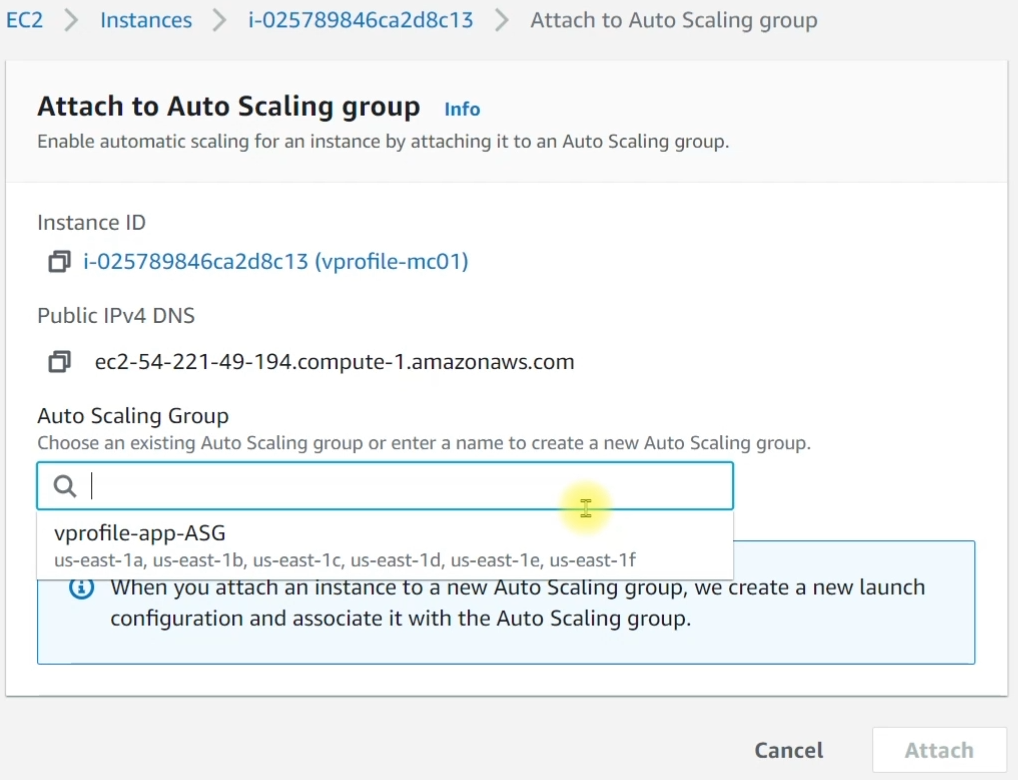 EC2 > Instances > i-025789846ca2d8c13 > Attach to Auto Scaling group
Attach to Auto Scaling group Info
Enable automatic scaling for an instance by attaching it to an Auto Scaling group.
Instance ID
i-025789846ca2d8c13 (vprofile-mc01)
Public IPv4 DNS
ec2-54-221-49-194.compute-1.amazonaws.com
Auto Scaling Group
Choose an existing Auto Scaling group or enter a name to create a new Auto Scaling group.
vprofile-app-ASG
us-east-1a, us-east-1b, us-east-1c, us-east-1d, us-east-1e, us-east-1f
When you attach an instance to a new Auto Scaling group, we create a new launch
configuration and associate it with the Auto Scaling group.
Cancel Attach